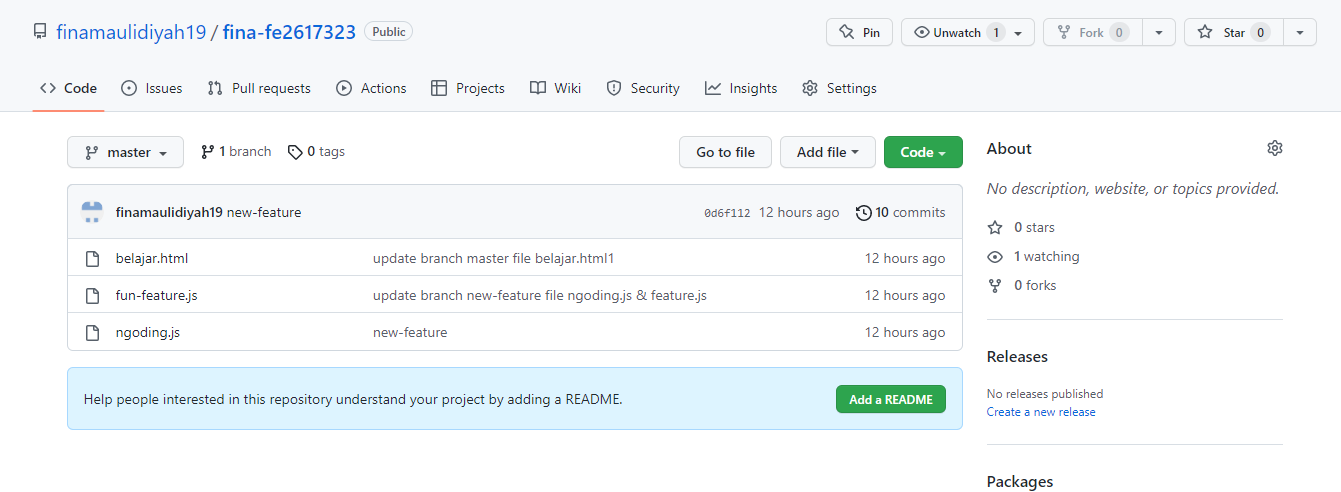 finamaulidiyah19 / fina-fe2617323 Public Pin Unwatch 1 Fork 0 Star 0
Code Issues Pull requests Actions Projects Wiki Security Insights Settings
master 1 branch 0 tags Go to file Add file Code
finamaulidiyah19 new-feature 0d6f112 12 hours ago 10 commits
belajar.html update branch master file belajar.html1 12 hours ago
fun-feature.js update branch new-feature file ngoding.js & feature.js 12 hours ago
ngoding.js new-feature 12 hours ago
Help people interested in this repository understand your project by adding a README. Add a README
About
No description, website, or topics provided.
0 stars
1 watching
0 forks
Releases
No releases published
Create a new release
Packages